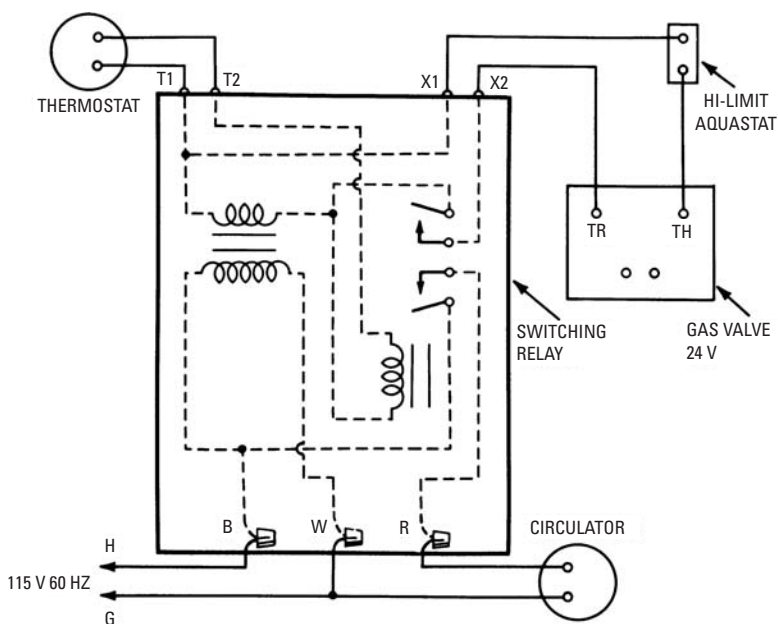 T1
T2
X1
X2
THERMOSTAT
HI-LIMIT
AQUASTAT
TR
TH
SWITCHING
RELAY
GAS VALVE
24 V
B
W
R
CIRCULATOR
H
115 V 60 HZ
G